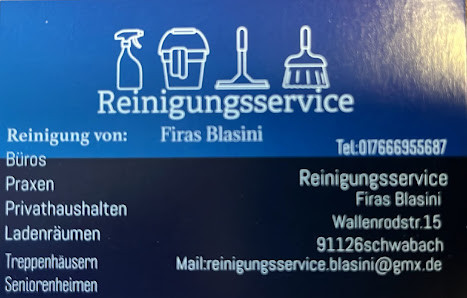 Reinigungsservice
Reinigung von: Firas Blasini
Tel:017666955687
Büros
Praxen
Privathaushalten
Ladenräumen
Treppenhäusern
Seniorenheimen
Reinigungsservice
Firas Blasini
Wallenrodstr.15
91126schwabach
Mail:reinigungsservice.blasini@gmx.de